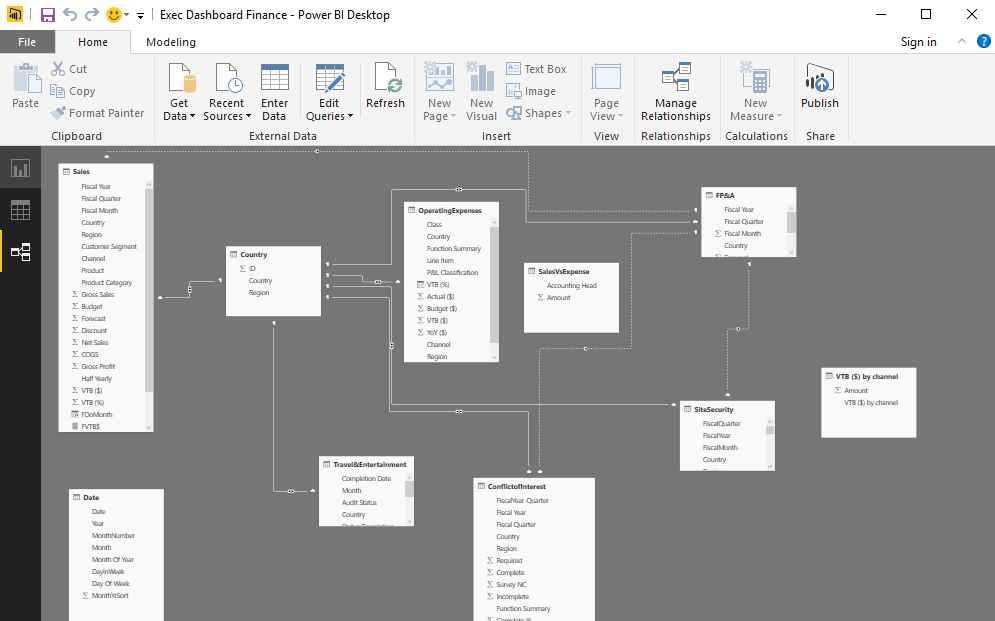 Exec Dashboard Finance - Power BI Desktop
File Home Modeling Sign in ?
Paste
Cut
Copy
Format Painter
Clipboard
Get Data
Recent Sources
Enter Data
Edit Queries
External Data
Refresh
New Page
New Visual
Text Box
Image
Shapes
Insert
Page View
View
Manage Relationships
Relationships
New Measure
Calculations
Publish
Share
Sales
Fiscal Year
Fiscal Quarter
Fiscal Month
Country
Region
Customer Segment
Channel
Product
Product Category
Σ Gross Sales
Σ Budget
Σ Forecast
Σ Discount
Σ Net Sales
Σ COGS
Σ Gross Profit
Half Yearly
Σ VTB ($)
Σ VTB (%)
FDoMonth
FVTB$
Country
Σ ID
Country
Region
OperatingExpenses
Class
Country
Function Summary
Line Item
P&L Classification
VTB (%)
Σ Actual ($)
Σ Budget ($)
Σ VTB ($)
Σ YoY ($)
Channel
Region
SalesVsExpense
Accounting Head
Σ Amount
FP&A
Fiscal Year
Fiscal Quarter
Σ Fiscal Month
Country
VTB ($) by channel
Σ Amount
VTB ($) by channel
SiteSecurity
FiscalQuarter
FiscalYear
FiscalMonth
Country
Travel&Entertainment
Completion Date
Month
Audit Status
Country
ConflictofInterest
FiscalYear-Quarter
Fiscal Year
Fiscal Quarter
Country
Region
Σ Required
Σ Complete
Σ Survey NC
Σ Incomplete
Function Summary
Date
Date
Year
MonthNumber
Month
Month Of Year
DayInWeek
Day Of Week
Σ MonthYrSort